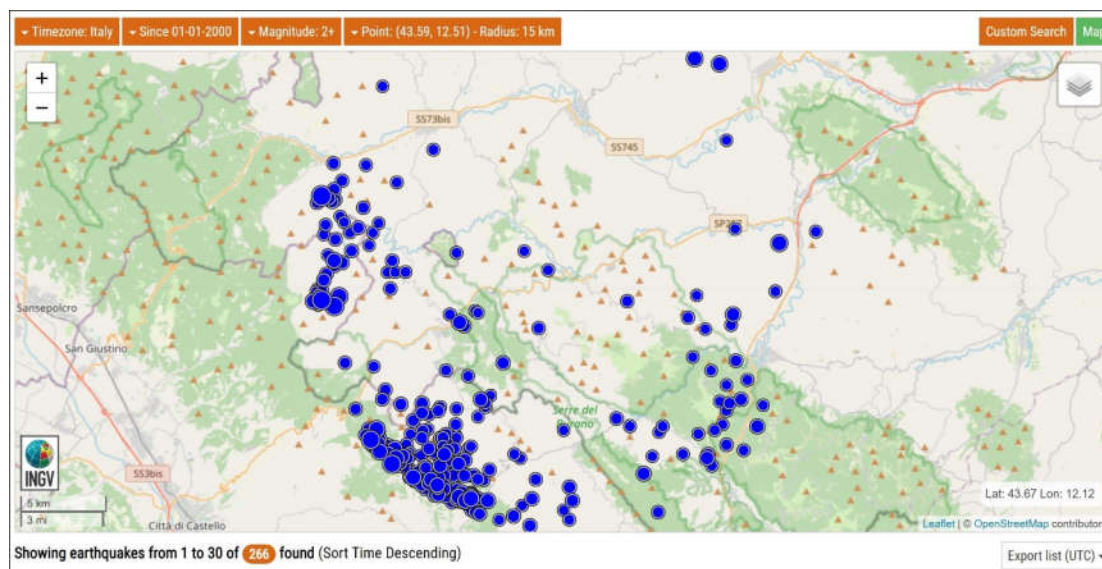 Timezone: Italy
Since 01-01-2000
Magnitude: 2+
Point: (43.59, 12.51) - Radius: 15 km
Custom Search
Map
+
−
SS73bis
SS745
Sansepolcro
San Giustino
Serre del
SS3bis
INGV
5 km
3 mi
Città di Castello
Lat: 43.67 Lon: 12.12
Leaflet | © OpenStreetMap contributor
Showing earthquakes from 1 to 30 of 266 found (Sort Time Descending)
Export list (UTC)